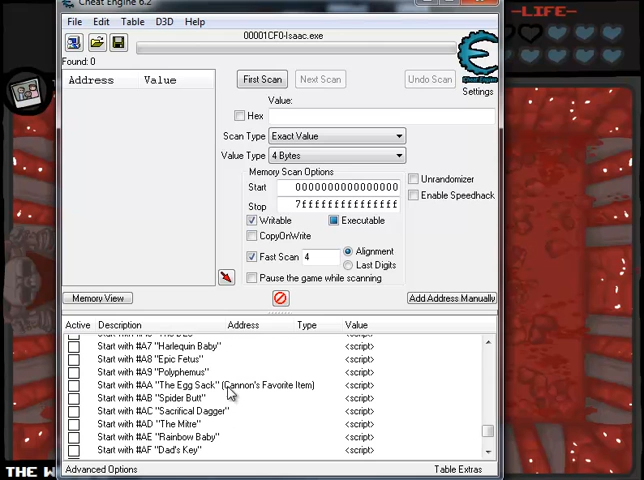 Cheat Engine 6.2
-LIFE-
File Edit Table D3D Help
00001CF0-Isaac.exe
Found: 0
Address Value
First Scan Next Scan Undo Scan
Settings
Value:
Hex
Scan Type Exact Value
Value Type 4 Bytes
Memory Scan Options
Start 0000000000000000
Stop 7fffffffffffffff
Unrandomizer
Enable Speedhack
Writable Executable
CopyOnWrite
Fast Scan 4 Alignment
Last Digits
Pause the game while scanning
Memory View Add Address Manually
Active Description Address Type Value
<script>
Start with #A7 "Harlequin Baby" <script>
Start with #A8 "Epic Fetus" <script>
Start with #A9 "Polyphemus" <script>
Start with #AA "The Egg Sack" (Cannon's Favorite Item) <script>
Start with #AB "Spider Butt" <script>
Start with #AC "Sacrifical Dagger" <script>
Start with #AD "The Mitre" <script>
Start with #AE "Rainbow Baby" <script>
Start with #AF "Dad's Key" <script>
THE W
Advanced Options Table Extras